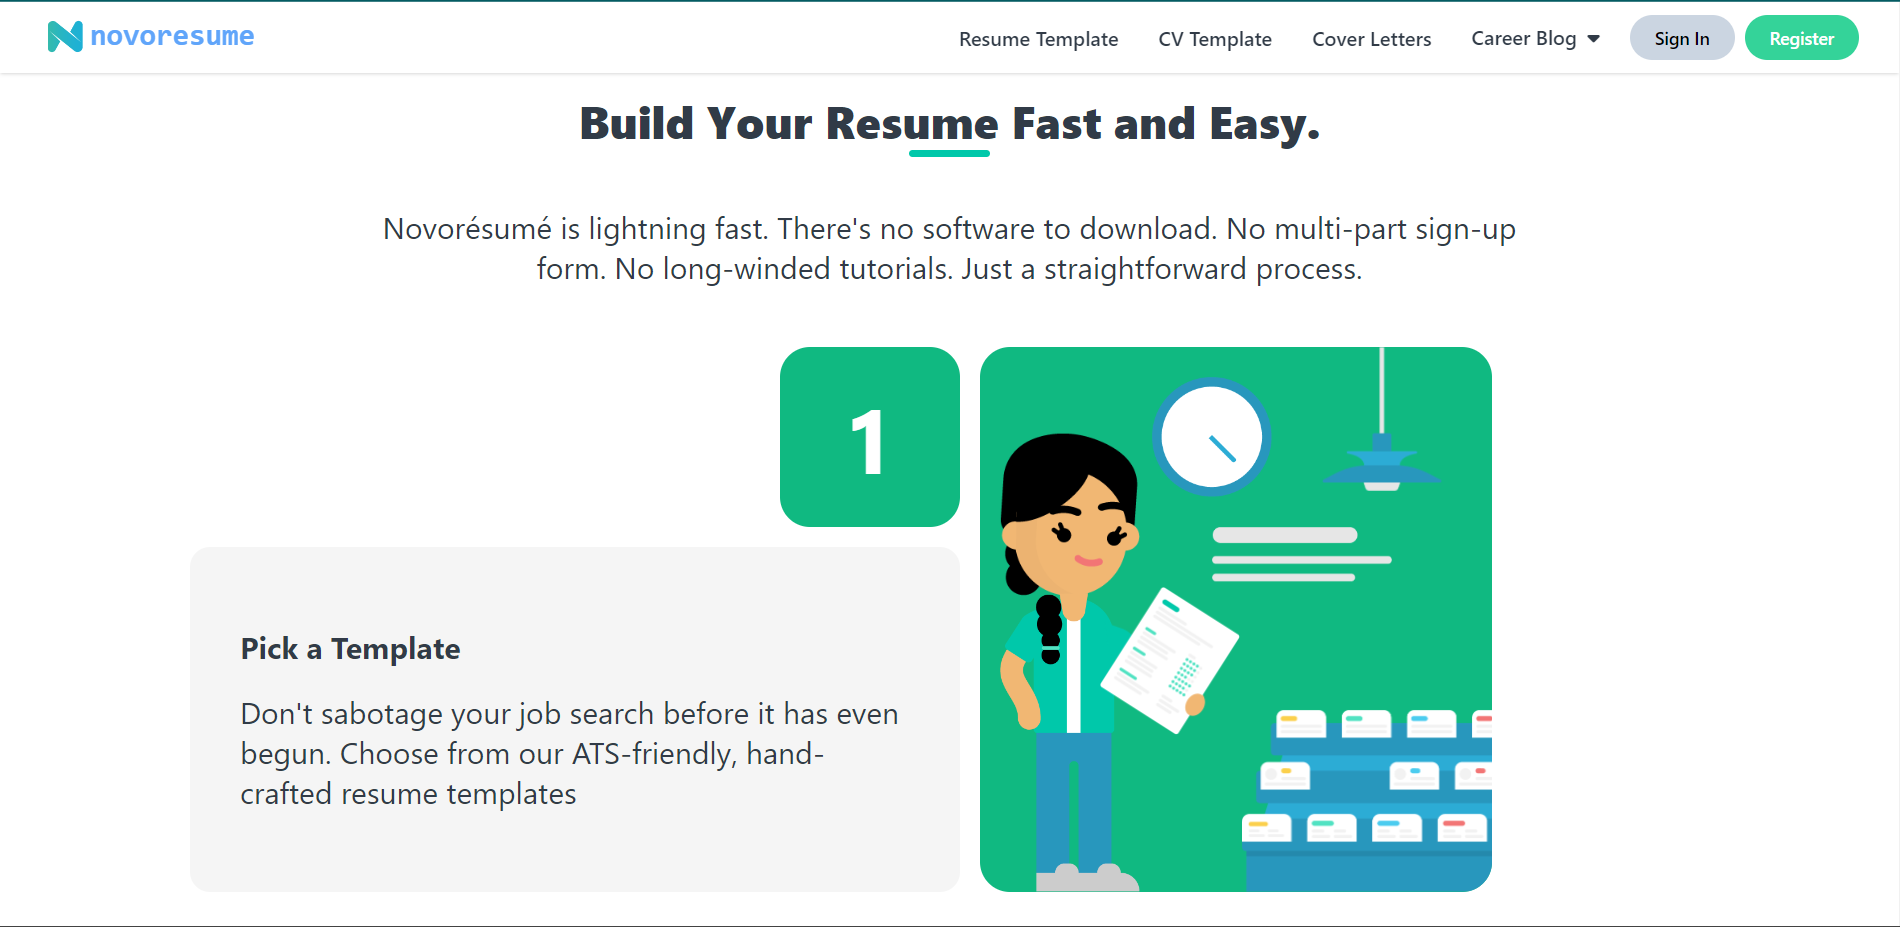 novoresume
Resume Template
CV Template
Cover Letters
Career Blog
Sign In
Register
Build Your Resume Fast and Easy.
Novorésumé is lightning fast. There's no software to download. No multi-part sign-up
form. No long-winded tutorials. Just a straightforward process.
1
Pick a Template
Don't sabotage your job search before it has even
begun. Choose from our ATS-friendly, hand-
crafted resume templates